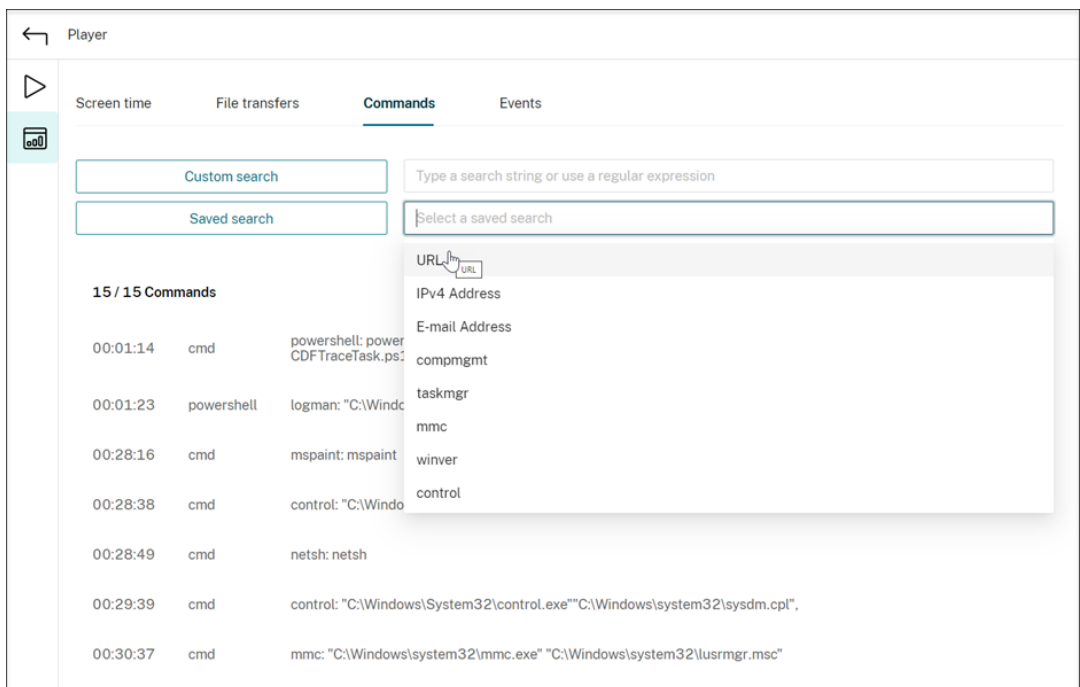 Player
Screen time File transfers Commands Events
Custom search Type a search string or use a regular expression
Saved search Select a saved search
URL URL
IPv4 Address
15 / 15 Commands
E-mail Address
00:01:14 cmd powershell: power
CDFTraceTask.ps1
compmgmt
taskmgr
00:01:23 powershell logman: "C:\Windo
mmc
00:28:16 cmd mspaint: mspaint
winver
control
00:28:38 cmd control: "C:\Windo
00:28:49 cmd netsh: netsh
00:29:39 cmd control: "C:\Windows\System32\control.exe""C:\Windows\system32\sysdm.cpl",
00:30:37 cmd mmc: "C:\Windows\system32\mmc.exe" "C:\Windows\system32\lusrmgr.msc"